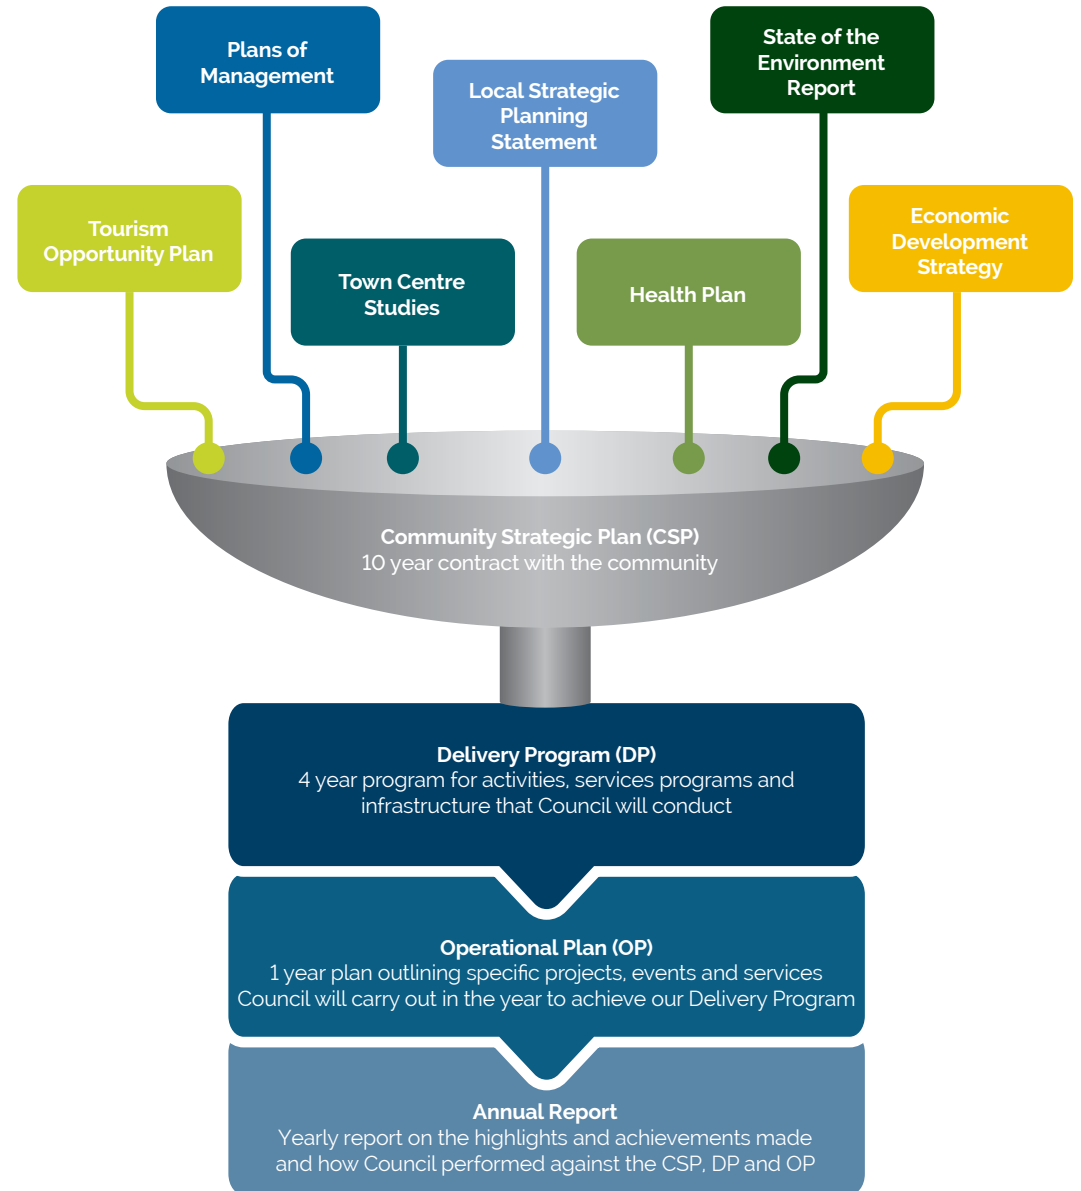 Plans of
Management
Local Strategic
Planning
Statement
State of the
Environment
Report
Tourism
Opportunity Plan
Town Centre
Studies
Health Plan
Economic
Development
Strategy
Community Strategic Plan (CSP)
10 year contract with the community
Delivery Program (DP)
4 year program for activities, services programs and
infrastructure that Council will conduct
Operational Plan (OP)
1 year plan outlining specific projects, events and services
Council will carry out in the year to achieve our Delivery Program
Annual Report
Yearly report on the highlights and achievements made
and how Council performed against the CSP, DP and OP